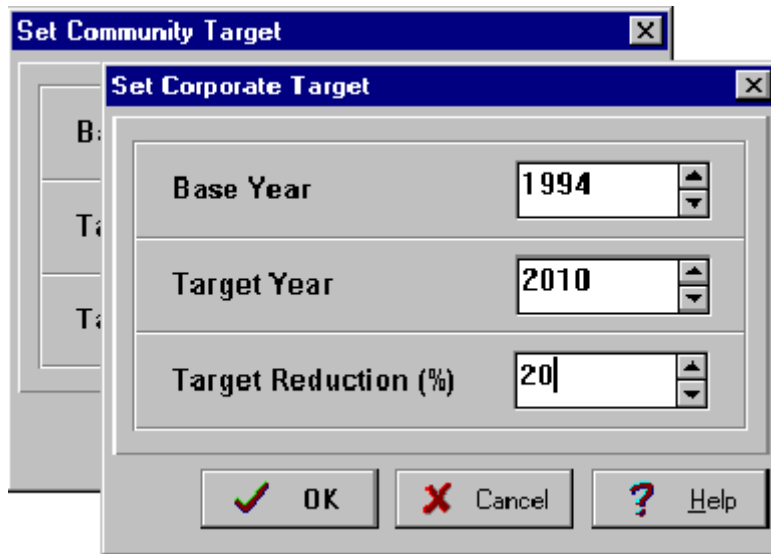 Set Community Target
Set Corporate Target
Base Year 1994
Target Year 2010
Target Reduction (%) 20
OK Cancel Help